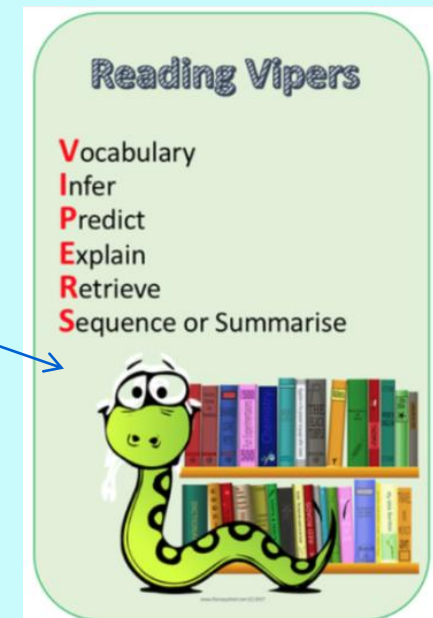 Reading Vipers
Vocabulary
Infer
Predict
Explain
Retrieve
Sequence or Summarise